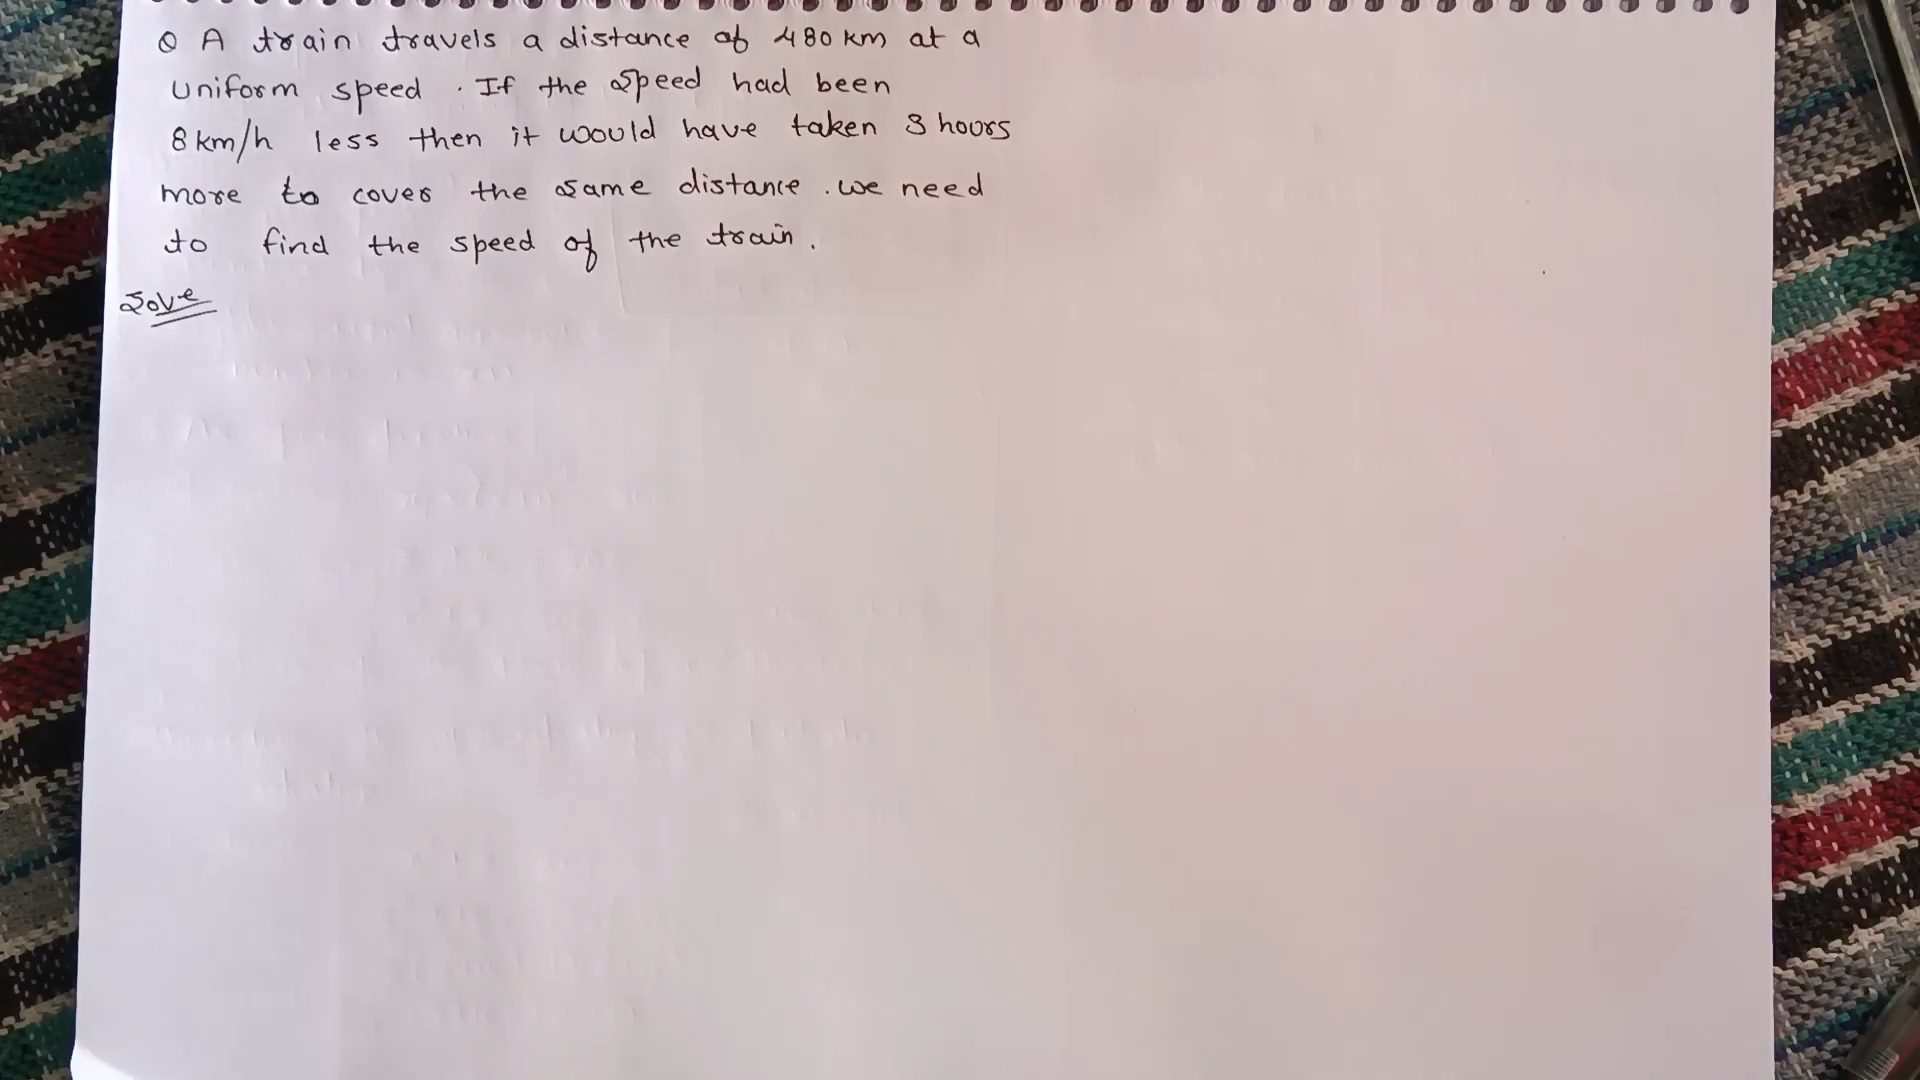 Q A train travels a distance of 480 km at a
uniform speed . If the speed had been
8 km/h less then it would have taken 3 hours
more to cover the same distance . we need
to find the speed of the train .
Solve